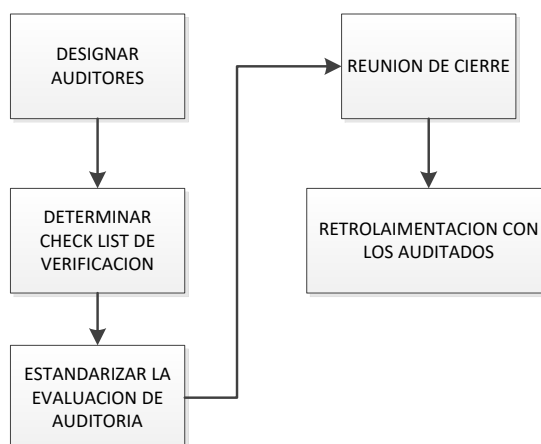 DESIGNAR
AUDITORES
DETERMINAR
CHECK LIST DE
VERIFICACION
ESTANDARIZAR LA
EVALUACION DE
AUDITORIA
REUNION DE CIERRE
RETROLAIMENTACION CON
LOS AUDITADOS